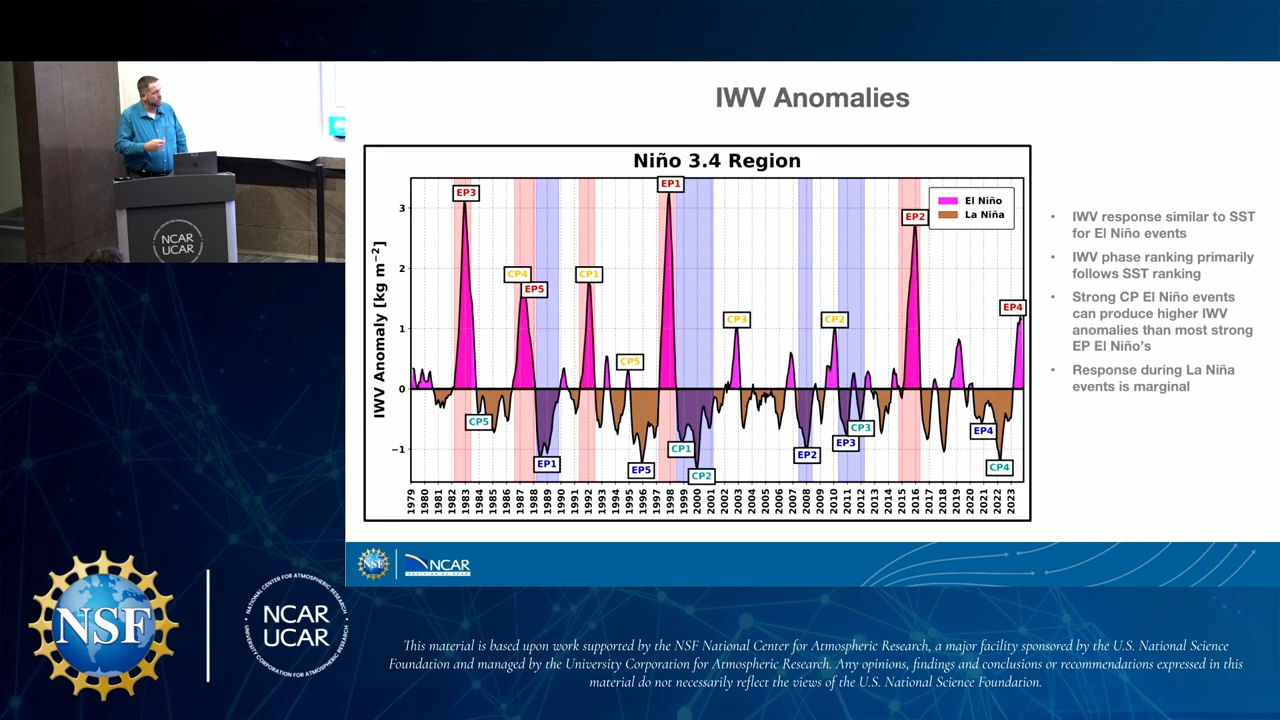 IWV Anomalies
Niño 3.4 Region
IWV Anomaly [kg m⁻²]
3
2
1
0
−1
EP3
CP4
EP5
CP1
CP5
EP1
CP3
CP2
EP2
EP4
El Niño
La Niña
CP5
EP1
EP5
CP1
CP2
EP2
EP3
CP3
EP4
CP4
1979 1980 1981 1982 1983 1984 1985 1986 1987 1988 1989 1990 1991 1992 1993 1994 1995 1996 1997 1998 1999 2000 2001 2002 2003 2004 2005 2006 2007 2008 2009 2010 2011 2012 2013 2014 2015 2016 2017 2018 2019 2020 2021 2022 2023
• IWV response similar to SST
for El Niño events
• IWV phase ranking primarily
follows SST ranking
• Strong CP El Niño events
can produce higher IWV
anomalies than most strong
EP El Niño's
• Response during La Niña
events is marginal
NCAR
UCAR
NSF
NCAR
NSF
NATIONAL CENTER FOR ATMOSPHERIC RESEARCH
NCAR
UCAR
UNIVERSITY CORPORATION FOR ATMOSPHERIC RESEARCH
This material is based upon work supported by the NSF National Center for Atmospheric Research, a major facility sponsored by the U.S. National Science
Foundation and managed by the University Corporation for Atmospheric Research. Any opinions, findings and conclusions or recommendations expressed in this
material do not necessarily reflect the views of the U.S. National Science Foundation.